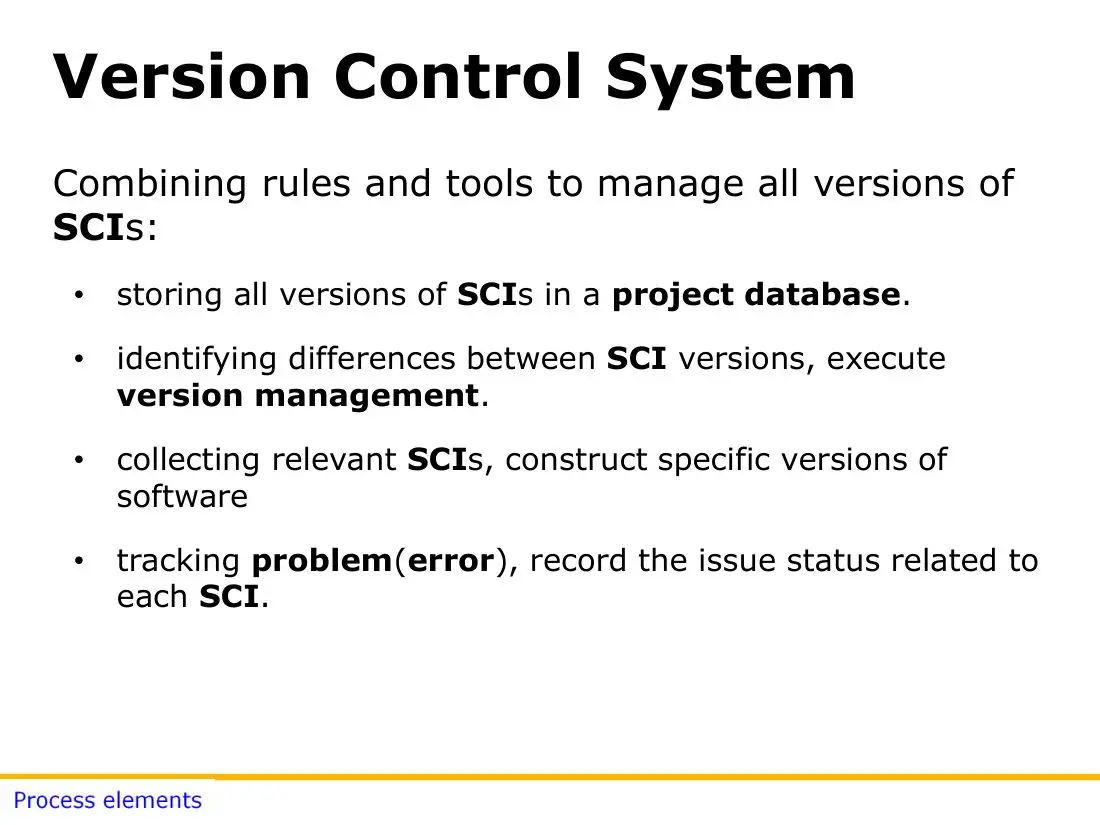 Version Control System
Combining rules and tools to manage all versions of
SCIs:
• storing all versions of SCIs in a project database.
• identifying differences between SCI versions, execute
version management.
• collecting relevant SCIs, construct specific versions of
software
• tracking problem(error), record the issue status related to
each SCI.
Process elements